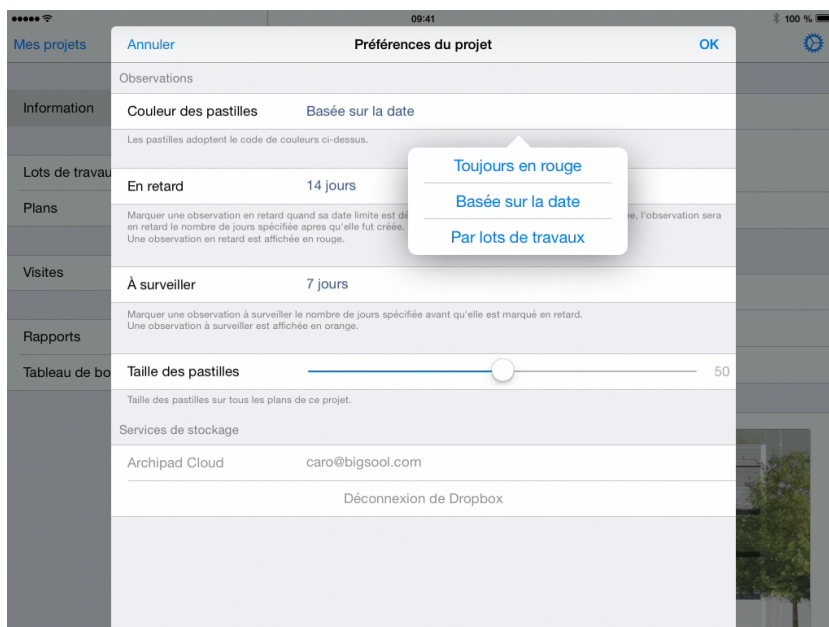 09:41
100 %
Mes projets
Annuler
Préférences du projet
OK
Observations
Information
Couleur des pastilles
Basée sur la date
Les pastilles adoptent le code de couleurs ci-dessus.
Toujours en rouge
Basée sur la date
Par lots de travaux
Lots de travau
En retard
14 jours
Plans
Marquer une observation en retard quand sa date limite est dé
e, l'observation sera
en retard le nombre de jours spécifiée apres qu'elle fut créée.
Une observation en retard est affichée en rouge.
Visites
À surveiller
7 jours
Marquer une observation à surveiller le nombre de jours spécifiée avant qu'elle est marqué en retard.
Une observation à surveiller est affichée en orange.
Rapports
Tableau de bo
Taille des pastilles
50
Taille des pastilles sur tous les plans de ce projet.
Services de stockage
Archipad Cloud
caro@bigsool.com
Déconnexion de Dropbox